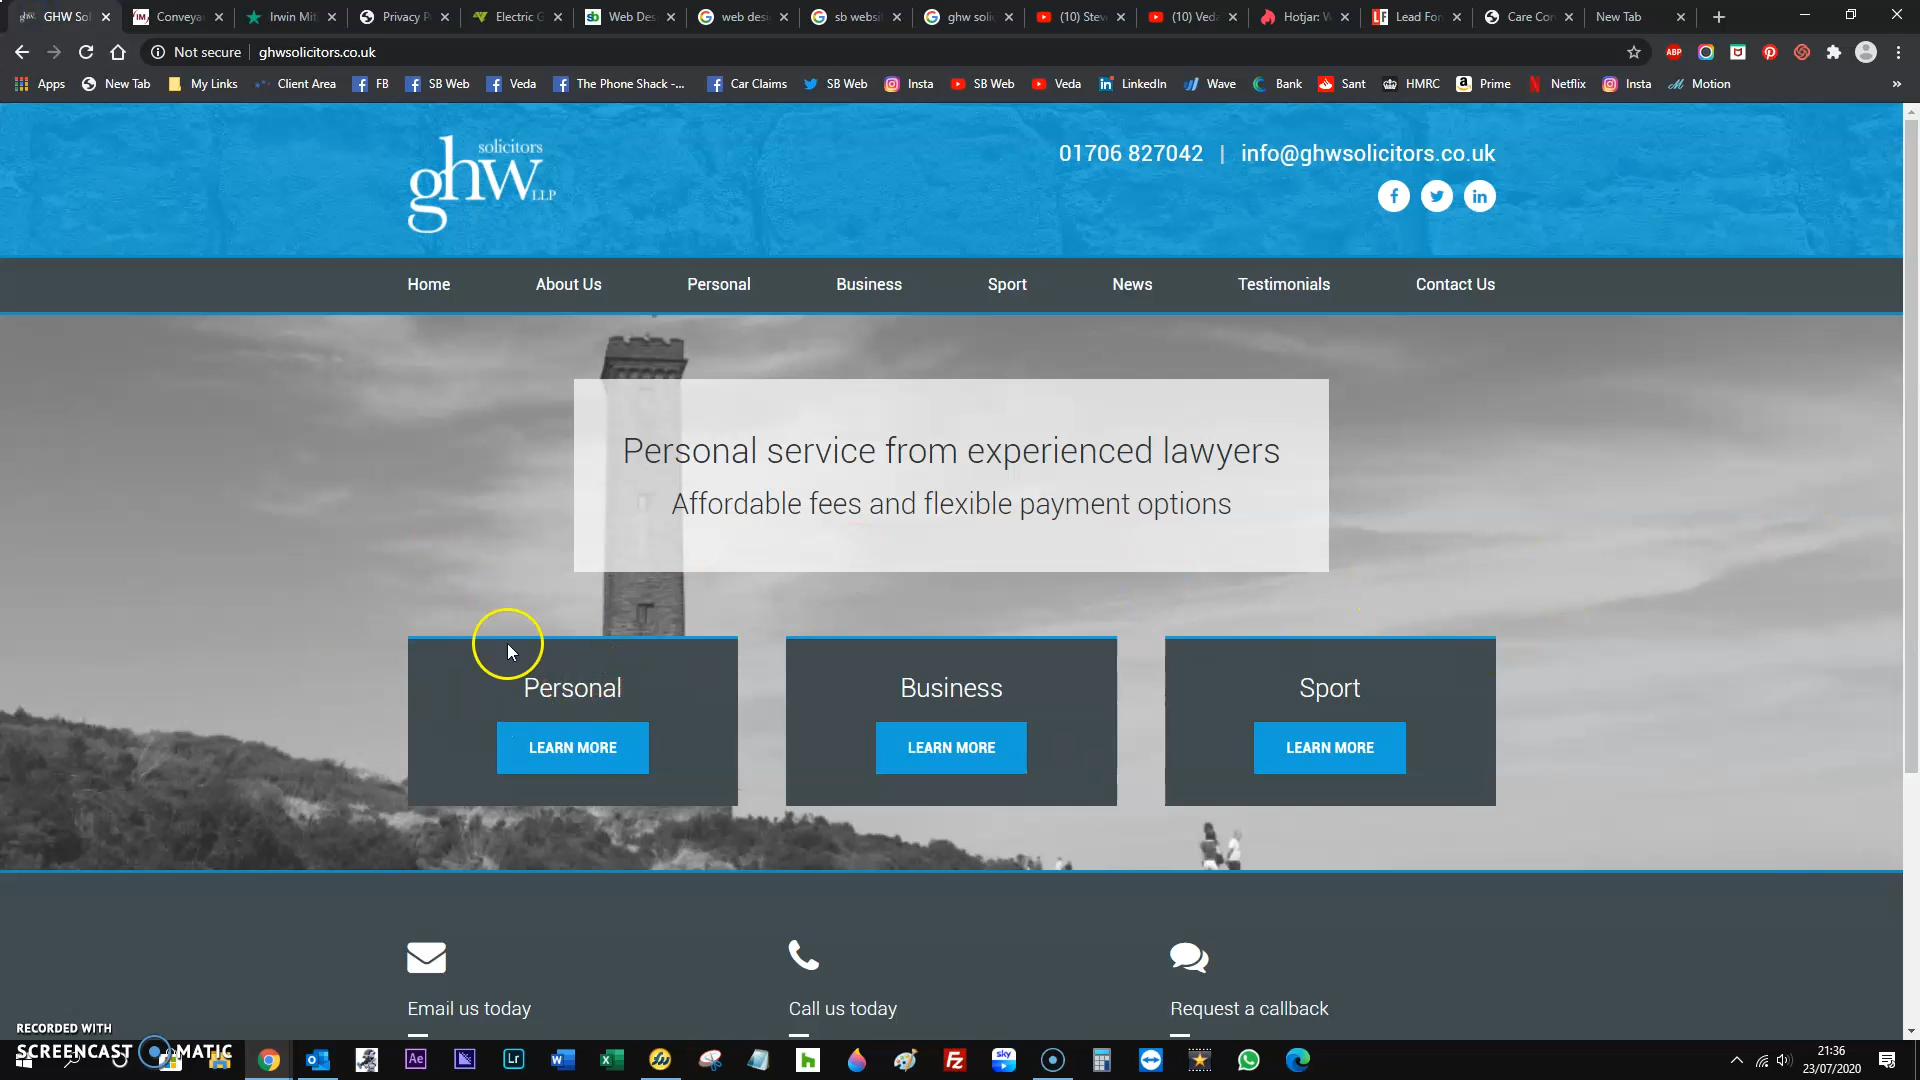 GHW Sol
Conveya
Irwin Mit
Privacy P
Electric G
Web Des
web desi
sb websit
ghw solic
(10) Stev
(10) Veda
Hotjar: W
Lead For
Care Cor
New Tab
Not secure
ghwsolicitors.co.uk
Apps
New Tab
My Links
Client Area
FB
SB Web
Veda
The Phone Shack -...
Car Claims
SB Web
Insta
SB Web
Veda
LinkedIn
Wave
Bank
Sant
HMRC
Prime
Netflix
Insta
Motion
»
solicitors
ghw
LLP
01706 827042 | info@ghwsolicitors.co.uk
Home
About Us
Personal
Business
Sport
News
Testimonials
Contact Us
Personal service from experienced lawyers
Affordable fees and flexible payment options
Personal
LEARN MORE
Business
LEARN MORE
Sport
LEARN MORE
Email us today
Call us today
Request a callback
RECORDED WITH
SCREENCAST MATIC
21:36
23/07/2020